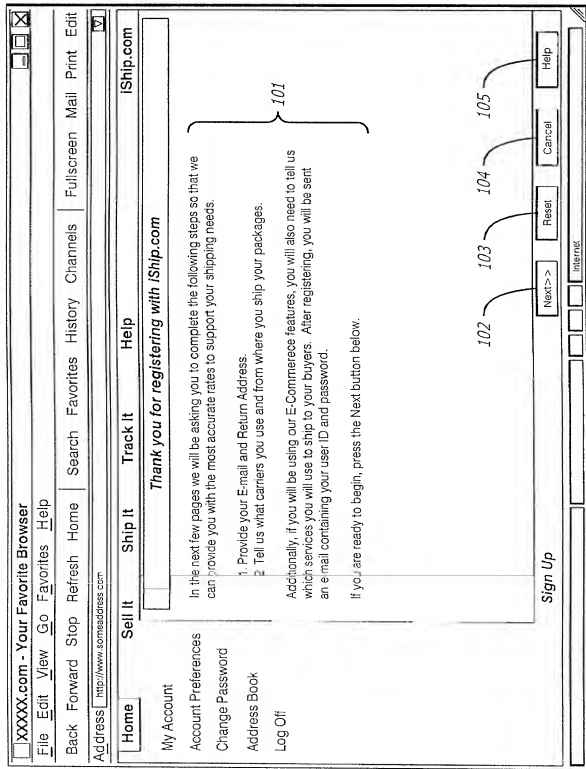 XXXXX.com - Your Favorite Browser
File Edit View Go Favorites Help
Back Forward Stop Refresh Home Search Favorites History Channels Fullscreen Mail Print Edit
Address http://www.someaddress.com
Home Sell It Ship It Track It Help iShip.com
Thank you for registering with iShip.com
My Account
Account Preferences
Change Password
Address Book
Log Off
In the next few pages we will be asking you to complete the following steps so that we
can provide you with the most accurate rates to support your shipping needs.
1. Provide your E-mail and Return Address.
2. Tell us what carriers you use and from where you ship your packages.
Additionally, if you will be using our E-Commerece features, you will also need to tell us
which services you will use to ship to your buyers. After registering, you will be sent
an e-mail containing your user ID and password.
If you are ready to begin, press the Next button below.
101
102 103 104 105
Sign Up Next>> Reset Cancel Help
Internet